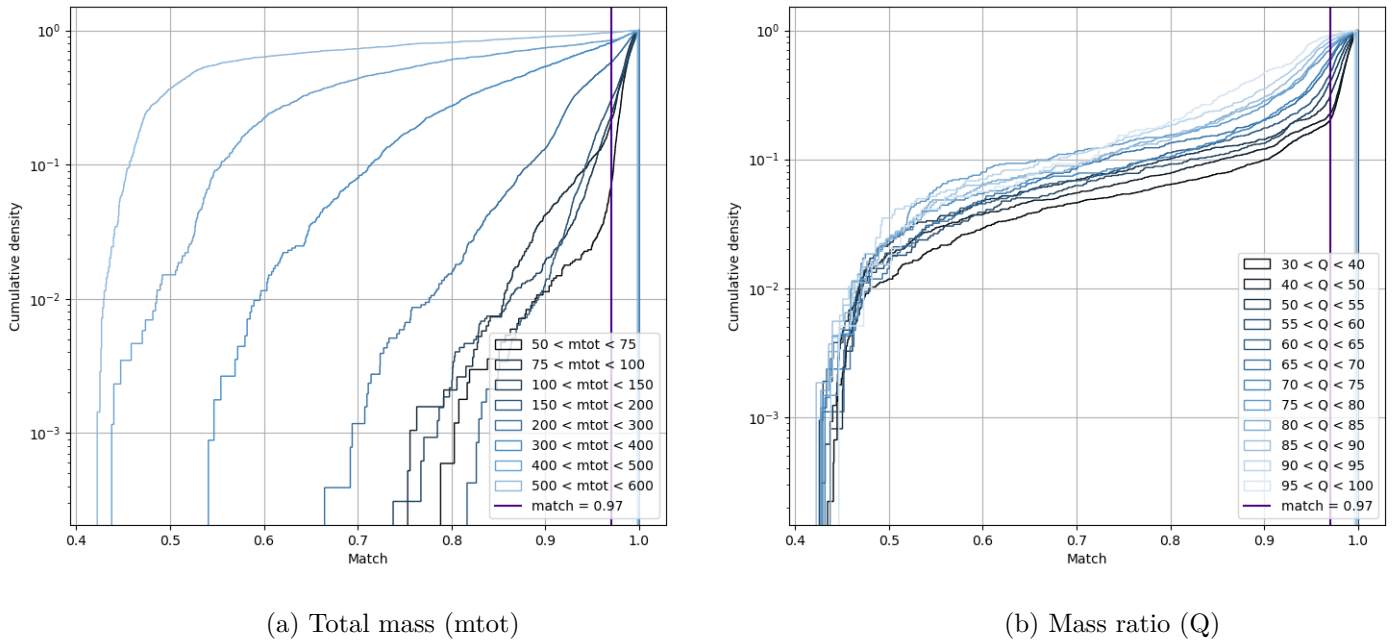 10⁰
10⁻¹
10⁻²
10⁻³
Cumulative density
0.4 0.5 0.6 0.7 0.8 0.9 1.0
Match
50 < mtot < 75
75 < mtot < 100
100 < mtot < 150
150 < mtot < 200
200 < mtot < 300
300 < mtot < 400
400 < mtot < 500
500 < mtot < 600
match = 0.97
(a) Total mass (mtot)
10⁰
10⁻¹
10⁻²
10⁻³
Cumulative density
0.4 0.5 0.6 0.7 0.8 0.9 1.0
Match
30 < Q < 40
40 < Q < 50
50 < Q < 55
55 < Q < 60
60 < Q < 65
65 < Q < 70
70 < Q < 75
75 < Q < 80
80 < Q < 85
85 < Q < 90
90 < Q < 95
95 < Q < 100
match = 0.97
(b) Mass ratio (Q)